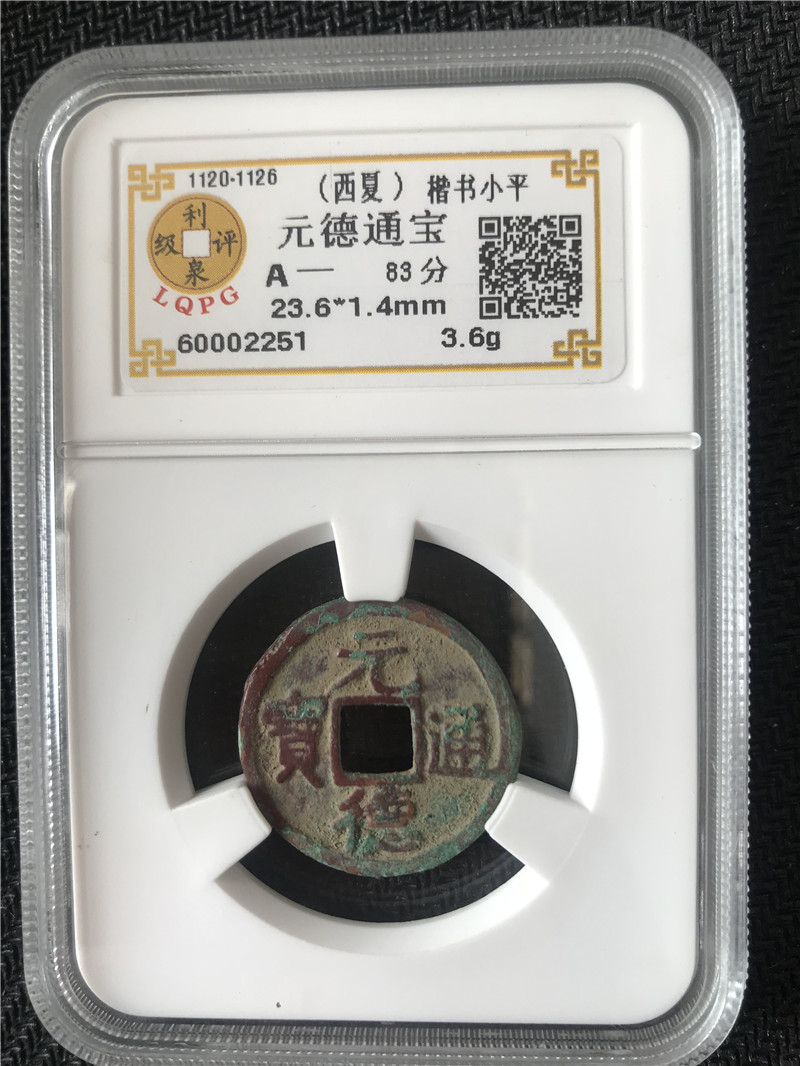 1120-1126 （西夏）楷书小平
利泉评级
LQPG
元德通宝
A — 83分
23.6*1.4mm
60002251 3.6g
元德通寳